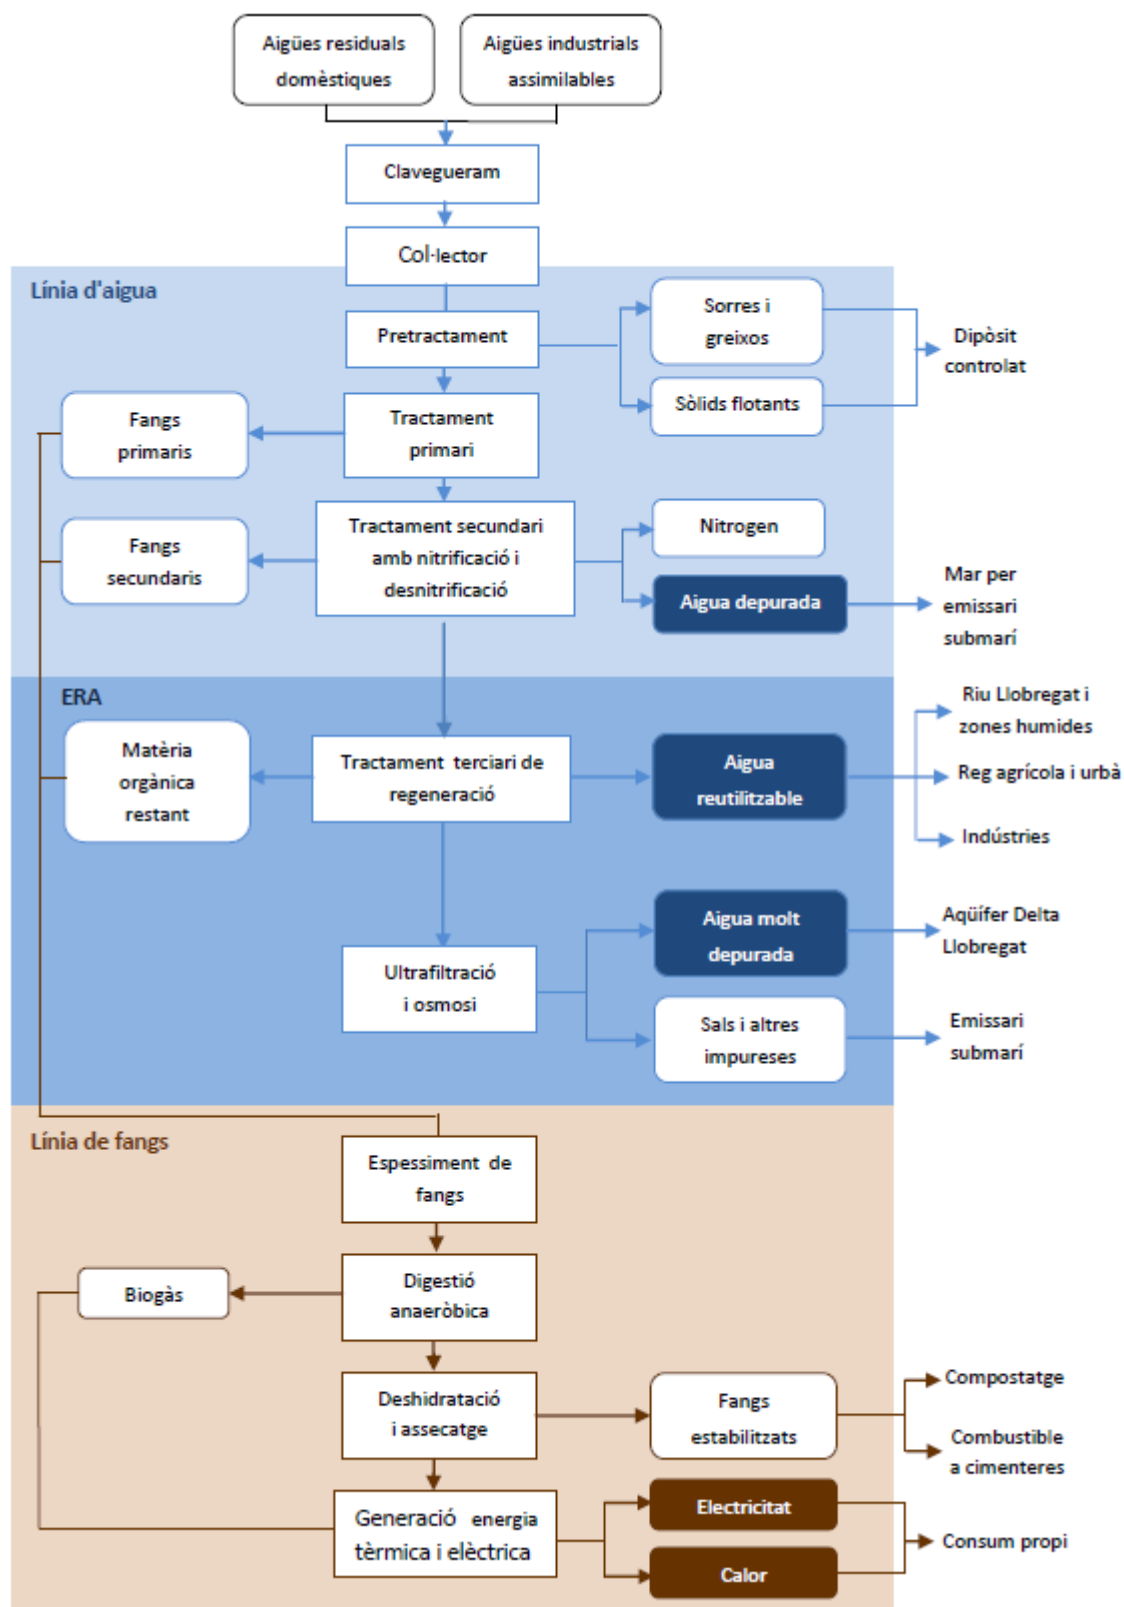 Aigües residuals
domèstiques
Aigües industrials
assimilables
Clavegueram
Col·lector
Línia d'aigua
Pretractament
Sorres i
greixos
Sòlids flotants
Dipòsit
controlat
Tractament
primari
Fangs
primaris
Tractament secundari
amb nitrificació i
desnitrificació
Fangs
secundaris
Nitrogen
Aigua depurada
Mar per
emissari
submarí
ERA
Matèria
orgànica
restant
Tractament terciari de
regeneració
Aigua
reutilitzable
Riu Llobregat i
zones humides
Reg agrícola i urbà
Indústries
Ultrafiltració
i osmosi
Aigua molt
depurada
Aqüífer Delta
Llobregat
Sals i altres
impureses
Emissari
submarí
Línia de fangs
Espessiment de
fangs
Digestió
anaeròbica
Biogàs
Deshidratació
i assecatge
Fangs
estabilitzats
Compostatge
Combustible
a cimenteres
Generació energia
tèrmica i elèctrica
Electricitat
Calor
Consum propi